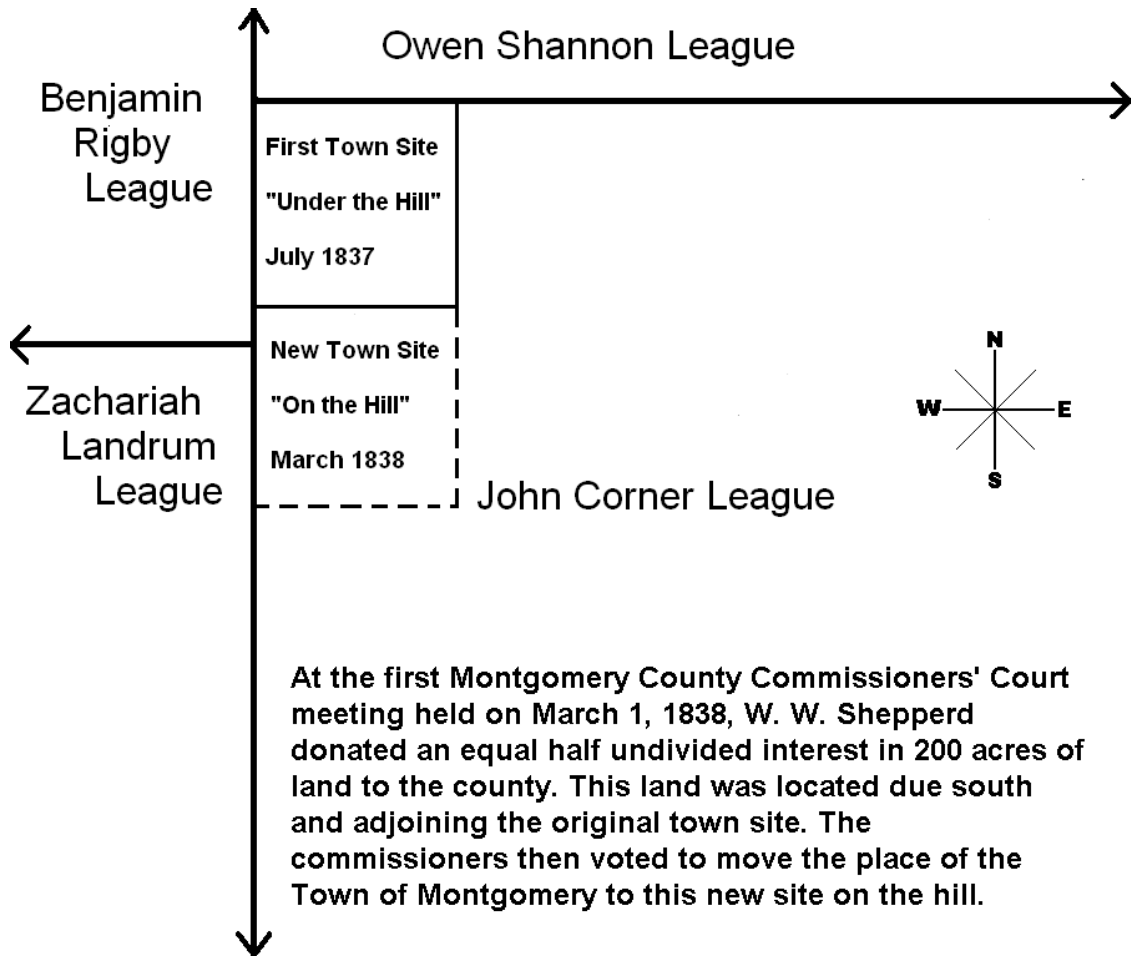 Owen Shannon League
Benjamin
Rigby
League
First Town Site
"Under the Hill"
July 1837
New Town Site
"On the Hill"
March 1838
Zachariah
Landrum
League
John Corner League
N
W
E
S
At the first Montgomery County Commissioners' Court
meeting held on March 1, 1838, W. W. Shepperd
donated an equal half undivided interest in 200 acres of
land to the county. This land was located due south
and adjoining the original town site. The
commissioners then voted to move the place of the
Town of Montgomery to this new site on the hill.